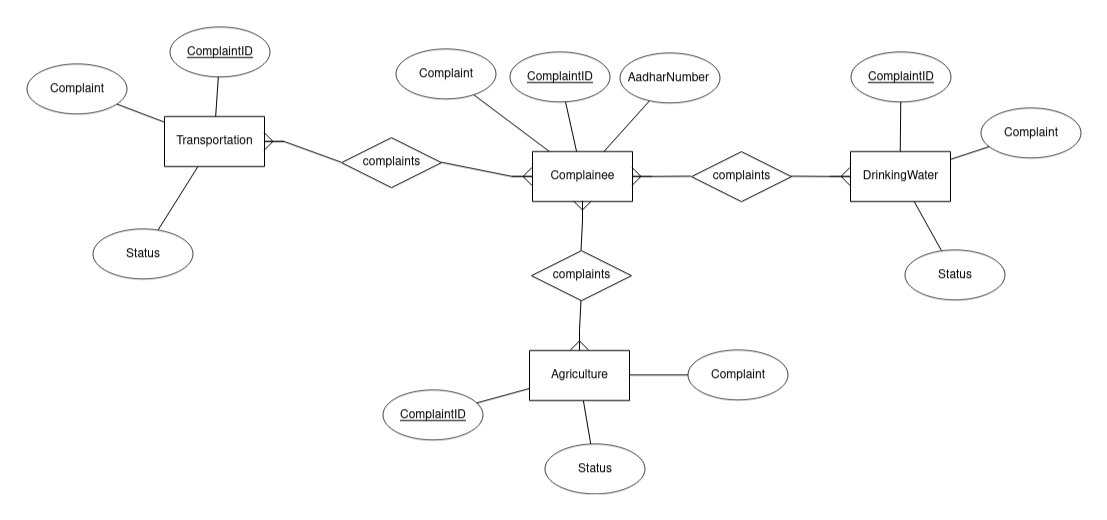 ComplaintID
Complaint
Transportation
Status
complaints
Complaint
ComplaintID
AadharNumber
Complainee
complaints
ComplaintID
Complaint
DrinkingWater
Status
complaints
Agriculture
Complaint
ComplaintID
Status